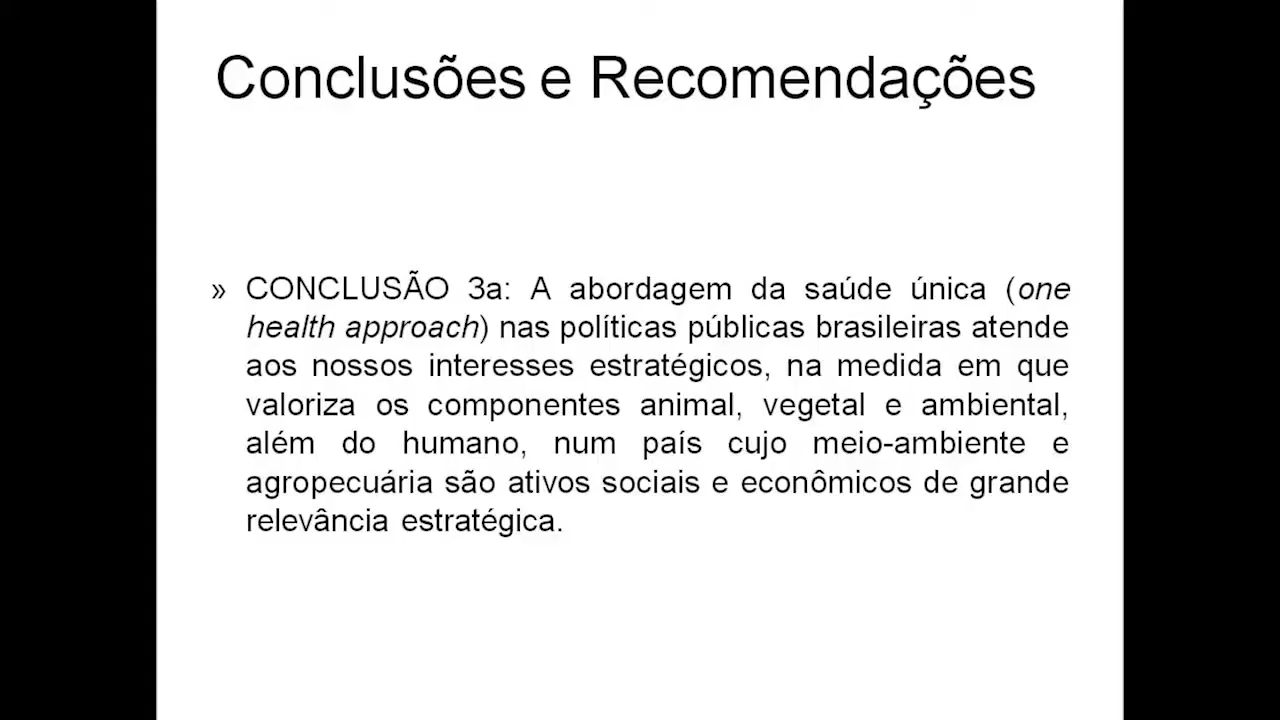 Conclusões e Recomendações
» CONCLUSÃO 3a: A abordagem da saúde única (one
health approach) nas políticas públicas brasileiras atende
aos nossos interesses estratégicos, na medida em que
valoriza os componentes animal, vegetal e ambiental,
além do humano, num país cujo meio-ambiente e
agropecuária são ativos sociais e econômicos de grande
relevância estratégica.